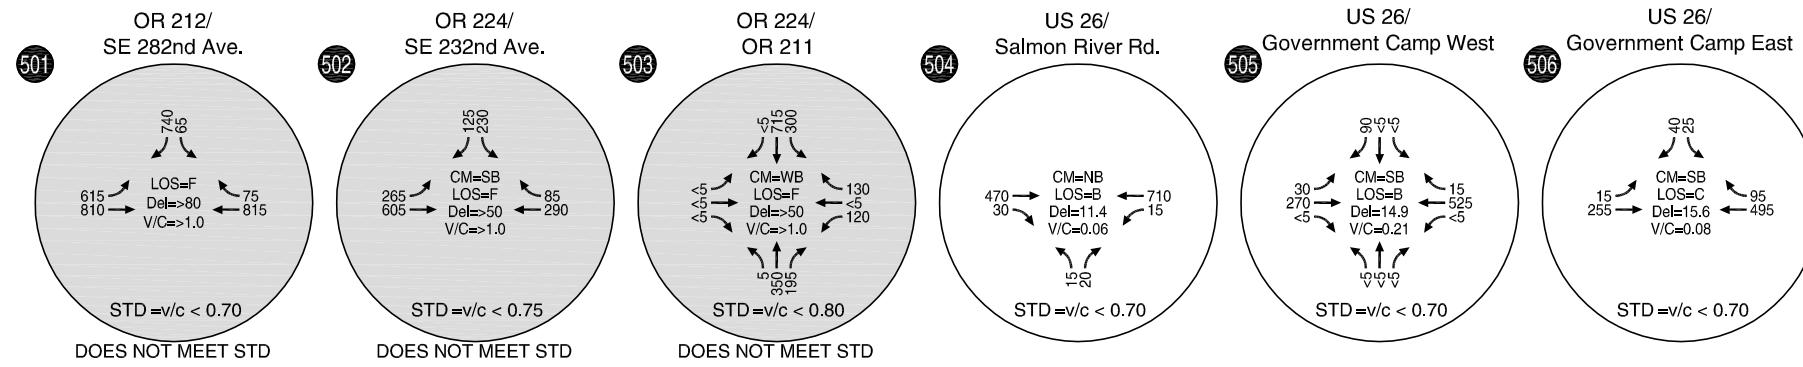 501
OR 212/
SE 282nd Ave.
740
65
615
810
LOS=F
Del=>80
V/C=>1.0
75
815
STD =v/c < 0.70
DOES NOT MEET STD
502
OR 224/
SE 232nd Ave.
125
230
265
605
CM=SB
LOS=F
Del=>50
V/C=>1.0
85
290
STD =v/c < 0.75
DOES NOT MEET STD
503
OR 224/
OR 211
<5
715
300
<5
<5
<5
CM=WB
LOS=F
Del=>50
V/C=>1.0
130
<5
120
5
350
195
STD =v/c < 0.80
DOES NOT MEET STD
504
US 26/
Salmon River Rd.
470
30
CM=NB
LOS=B
Del=11.4
V/C=0.06
710
15
15
20
STD =v/c < 0.70
505
US 26/
Government Camp West
90
<5
<5
30
270
<5
CM=SB
LOS=B
Del=14.9
V/C=0.21
15
525
<5
<5
<5
<5
STD =v/c < 0.70
506
US 26/
Government Camp East
40
25
15
255
CM=SB
LOS=C
Del=15.6
V/C=0.08
95
495
STD =v/c < 0.70